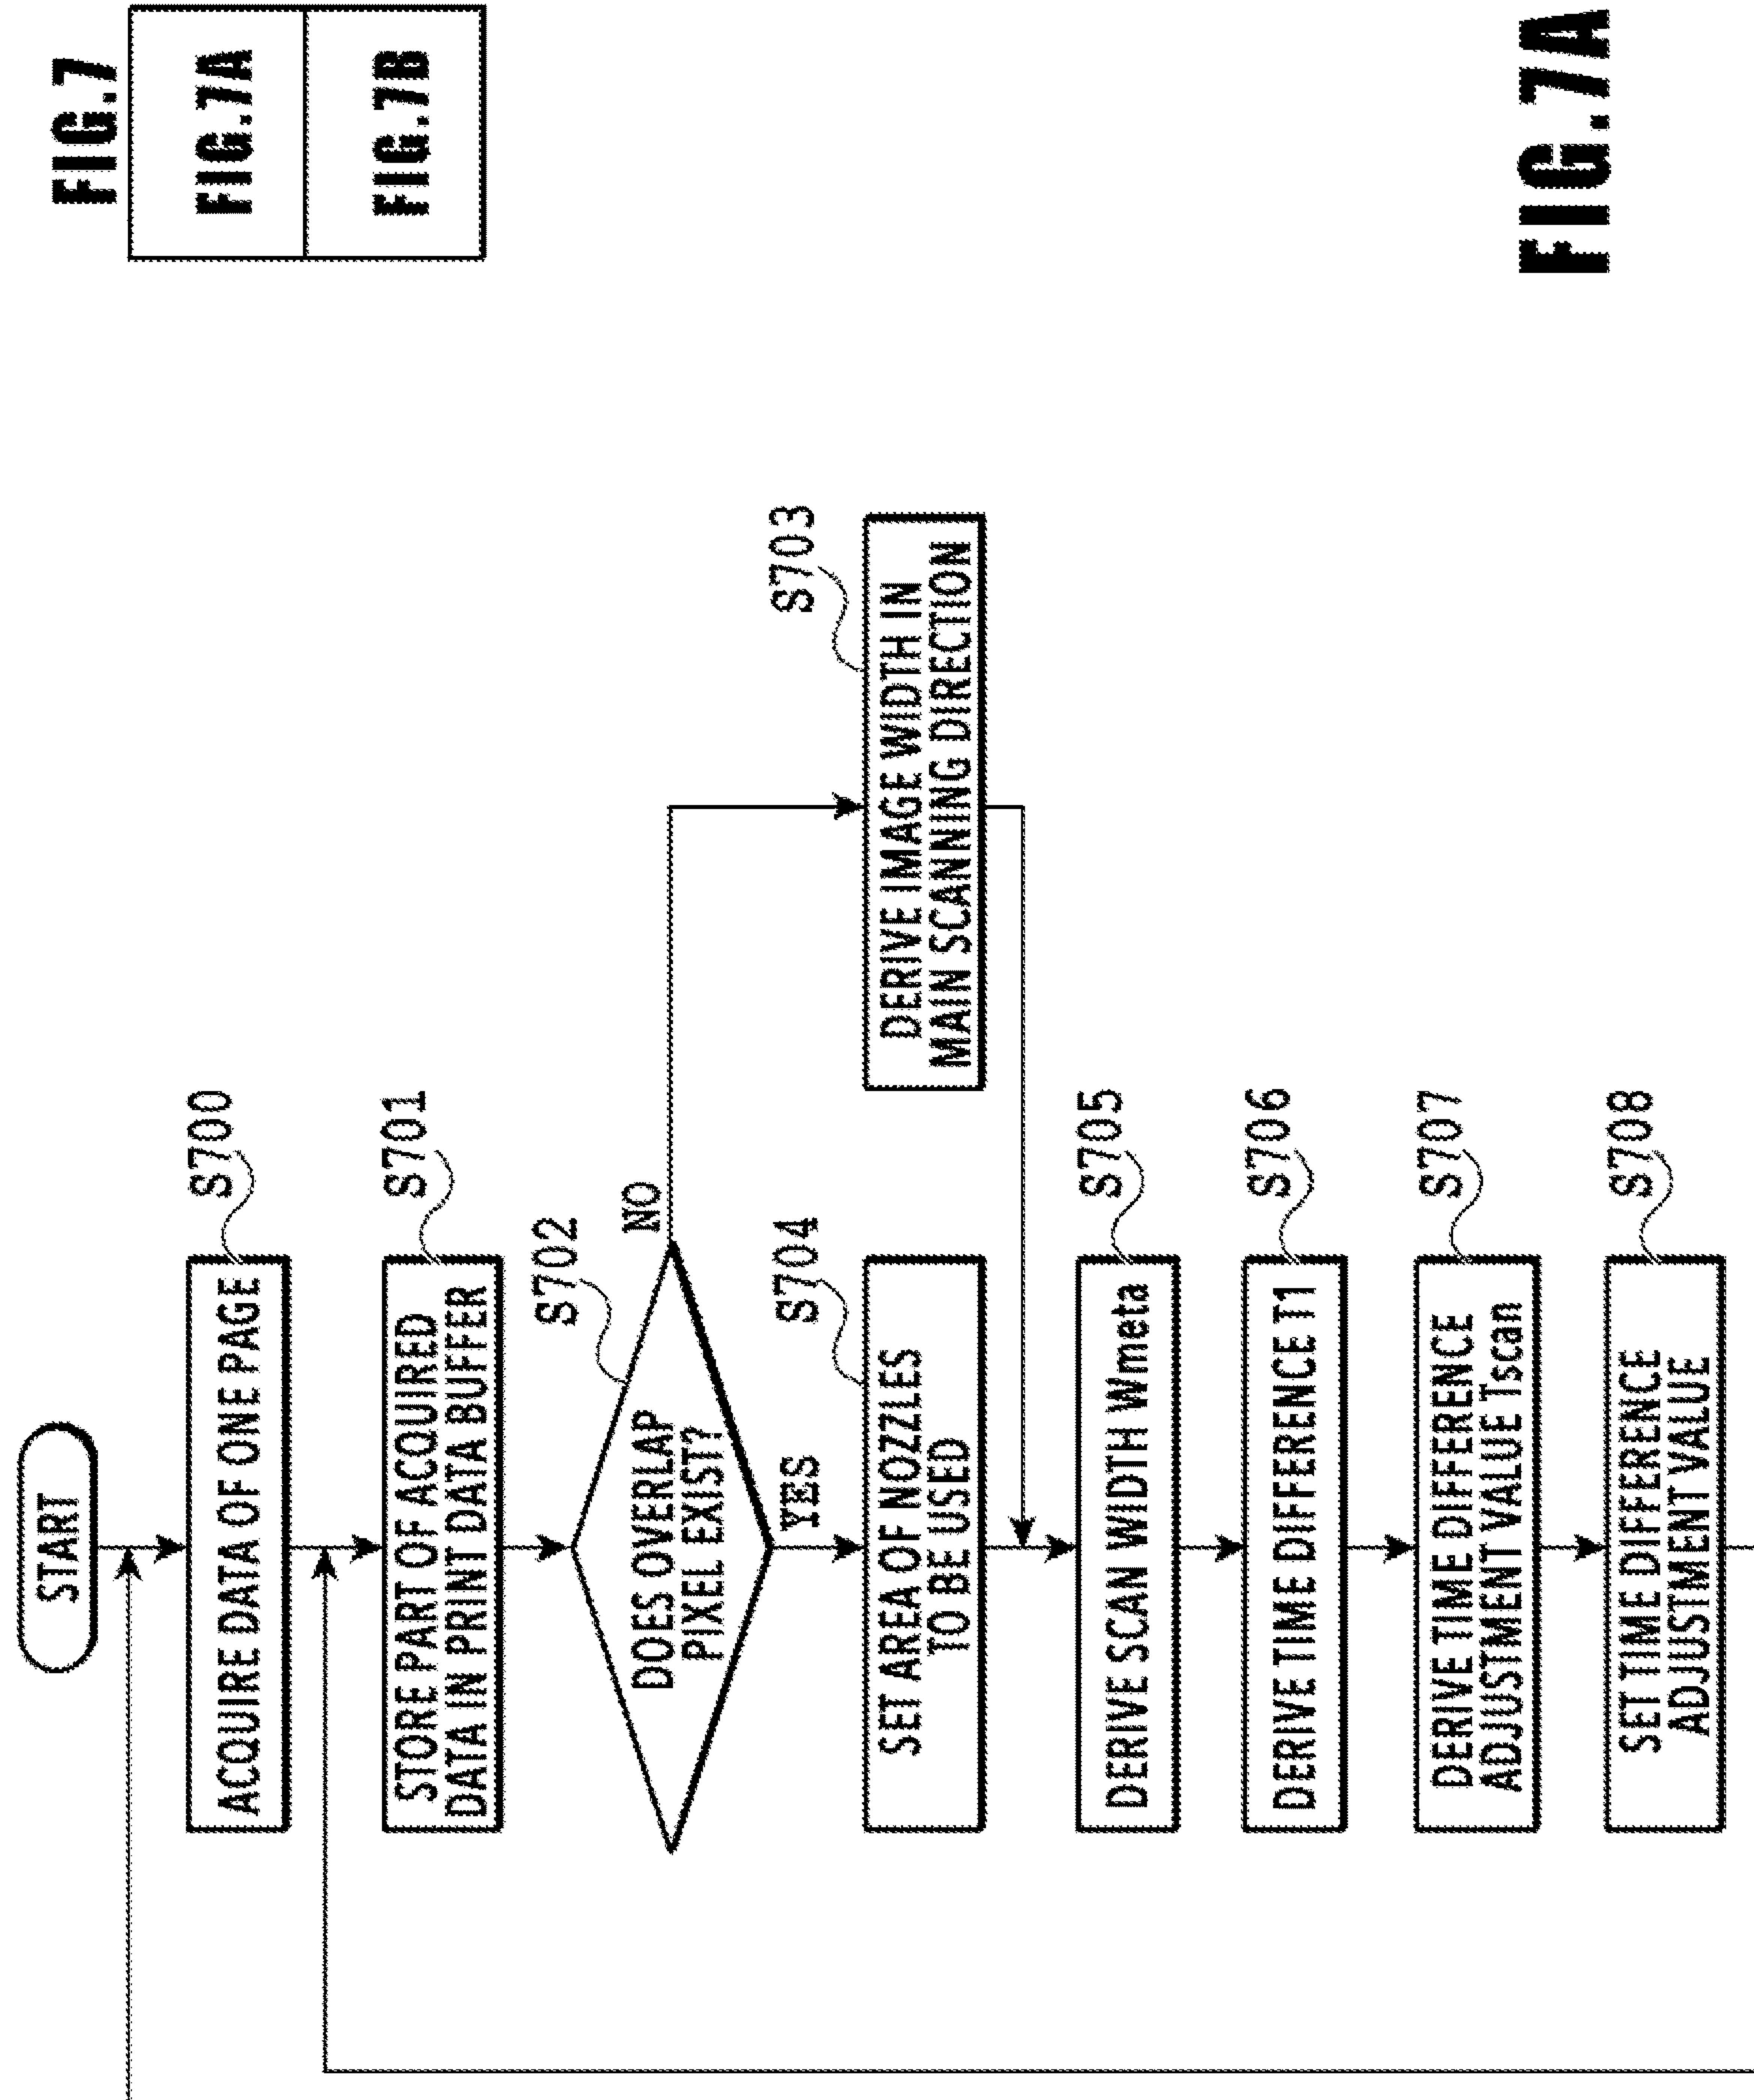 FIG.7
FIG.7A
FIG.7B
START
ACQUIRE DATA OF ONE PAGE
S700
STORE PART OF ACQUIRED
DATA IN PRINT DATA BUFFER
S701
DOES OVERLAP
PIXEL EXIST?
S702
NO
YES
DERIVE IMAGE WIDTH IN
MAIN SCANNING DIRECTION
S703
SET AREA OF NOZZLES
TO BE USED
S704
DERIVE SCAN WIDTH Wmeta
S705
DERIVE TIME DIFFERENCE T1
S706
DERIVE TIME DIFFERENCE
ADJUSTMENT VALUE Tscan
S707
SET TIME DIFFERENCE
ADJUSTMENT VALUE
S708
FIG.7A